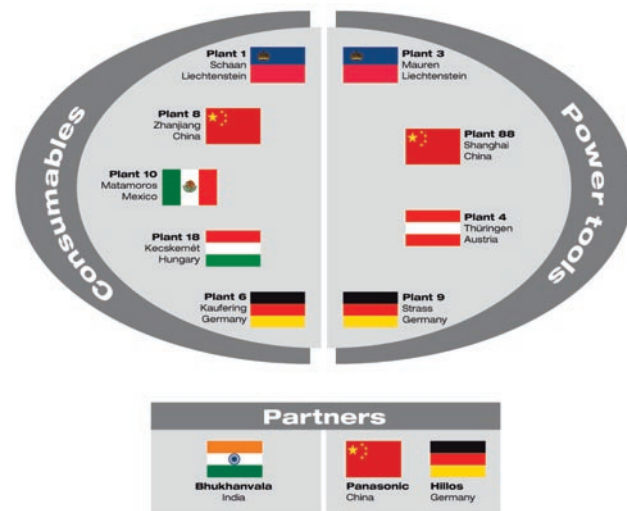 Consumables
Plant 1
Schaan
Liechtenstein
Plant 8
Zhanjiang
China
Plant 10
Matamoros
Mexico
Plant 18
Kecskemét
Hungary
Plant 6
Kaufering
Germany
Power tools
Plant 3
Mauren
Liechtenstein
Plant 88
Shanghai
China
Plant 4
Thüringen
Austria
Plant 9
Strass
Germany
Partners
Bhukhanvala
India
Panasonic
China
Hillos
Germany